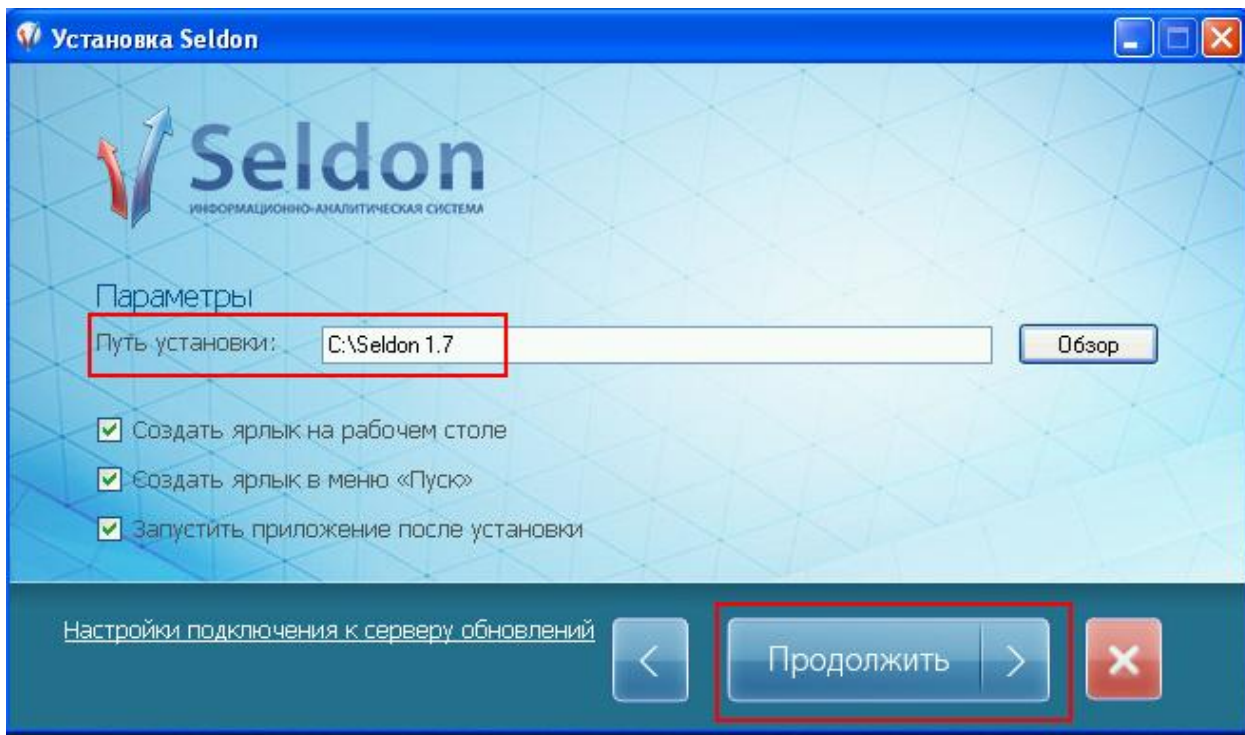 Установка Seldon
Seldon
ИНФОРМАЦИОННО-АНАЛИТИЧЕСКАЯ СИСТЕМА
Параметры
Путь установки: C:\Seldon 1.7 Обзор
Создать ярлык на рабочем столе
Создать ярлык в меню «Пуск»
Запустить приложение после установки
Настройки подключения к серверу обновлений
Продолжить